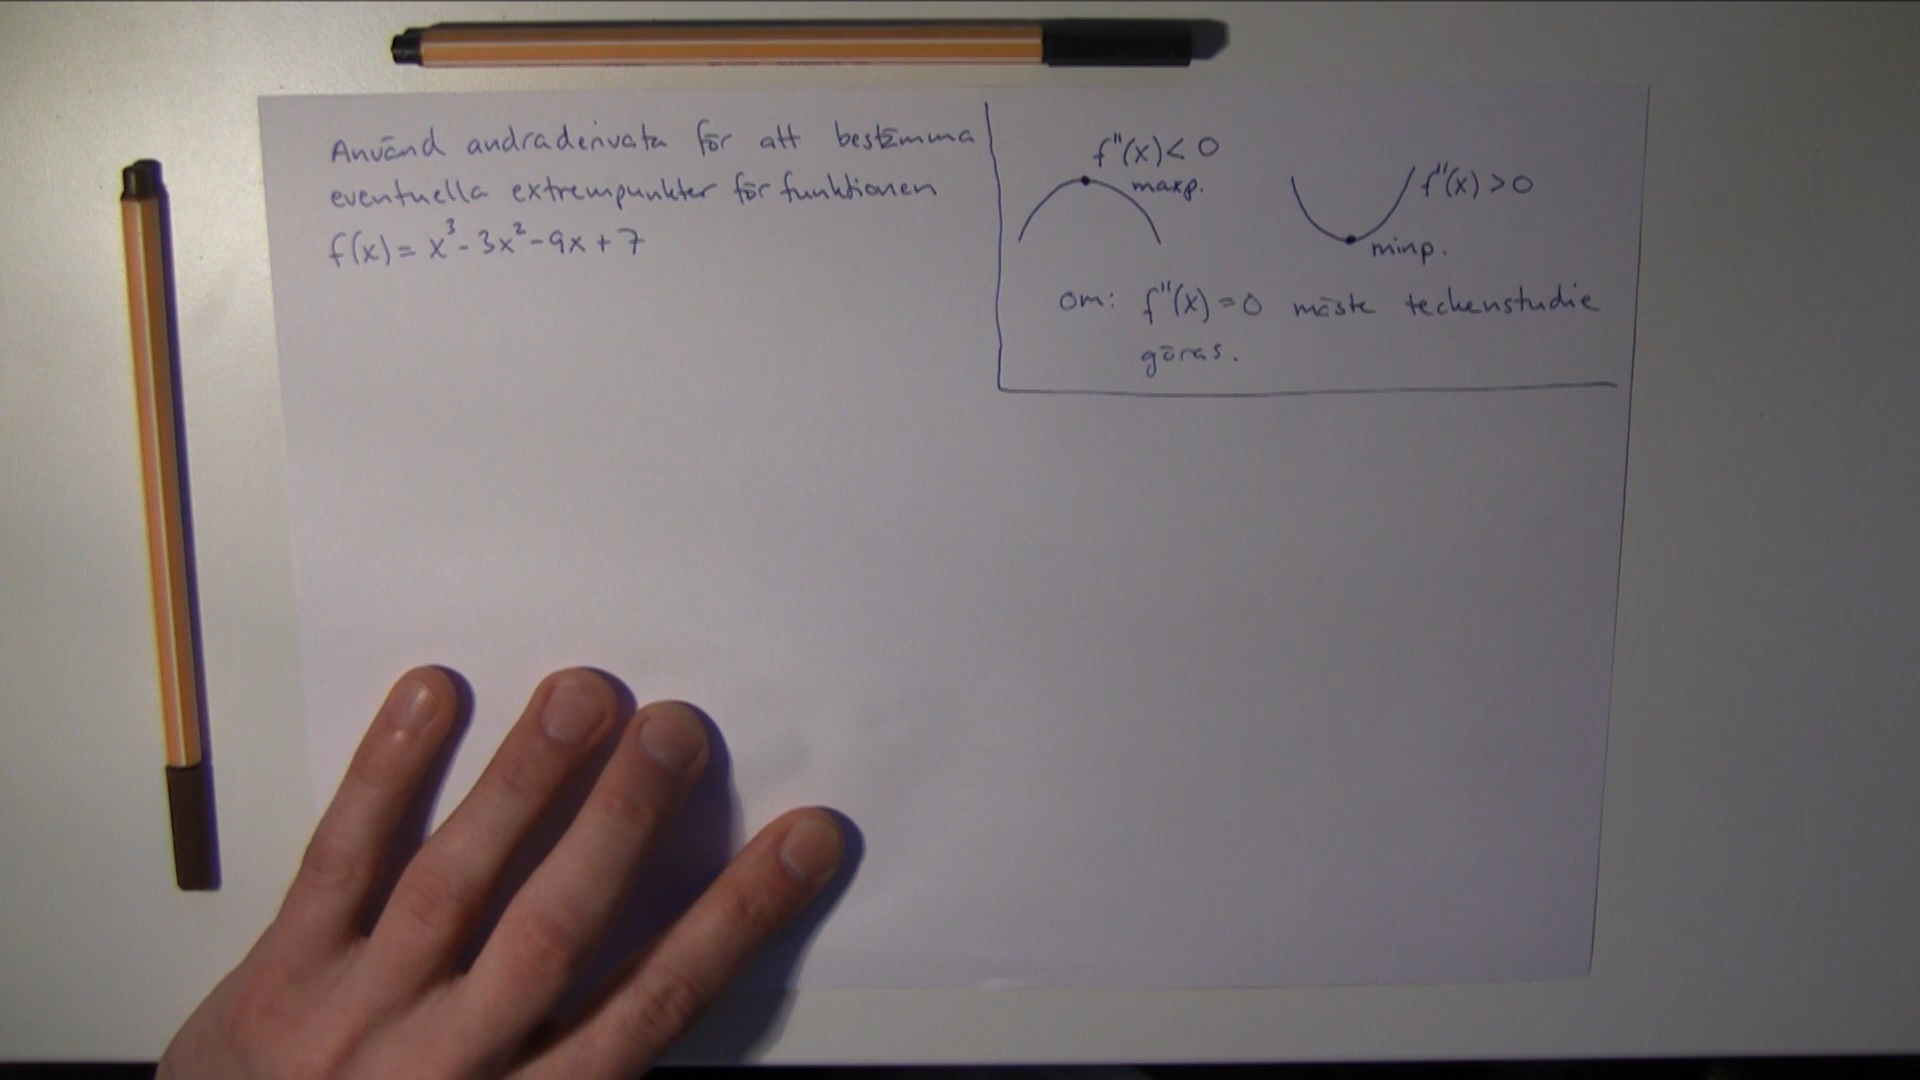 Använd andraderivata för att bestämma
eventuella extrempunkter för funktionen
f(x) = x³ - 3x² - 9x + 7
f"(x) < 0
maxp.
f"(x) > 0
minp.
om: f"(x) = 0 måste teckenstudie
göras.